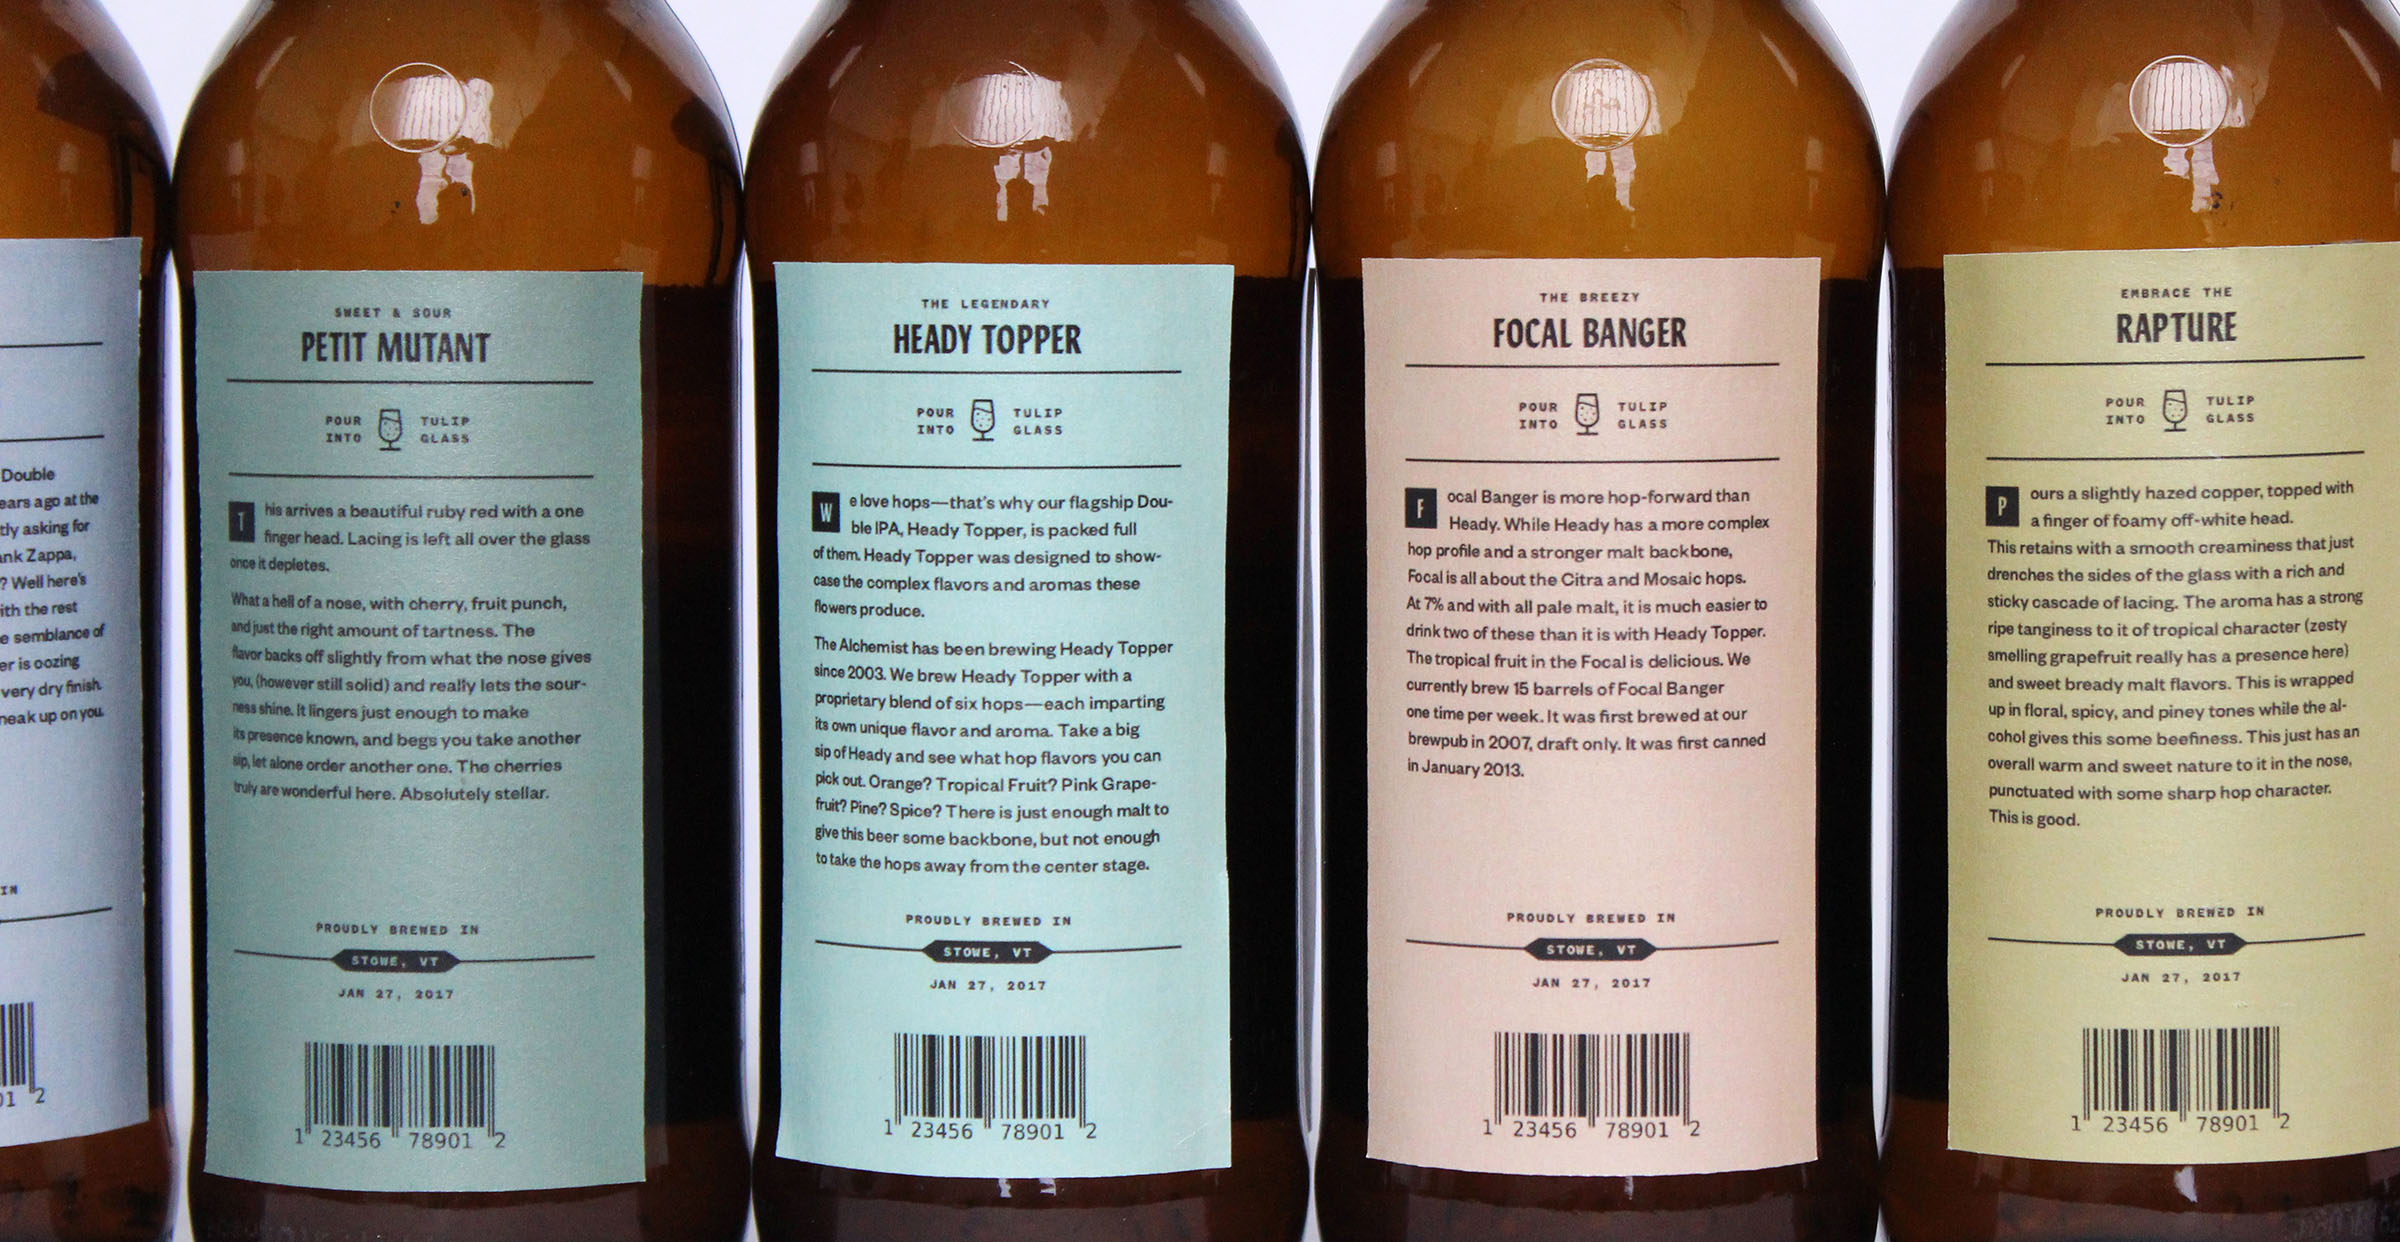 Double
ears ago at the
tly asking for
ank Zappa,
? Well here's
ith the rest
e semblance of
er is oozing
very dry finish.
neak up on you.
IN
01 2
SWEET & SOUR
PETIT MUTANT
POUR TULIP
INTO GLASS
This arrives a beautiful ruby red with a one
finger head. Lacing is left all over the glass
once it depletes.
What a hell of a nose, with cherry, fruit punch,
and just the right amount of tartness. The
flavor backs off slightly from what the nose gives
you, (however still solid) and really lets the sour-
ness shine. It lingers just enough to make
its presence known, and begs you take another
sip, let alone order another one. The cherries
truly are wonderful here. Absolutely stellar.
PROUDLY BREWED IN
STOWE, VT
JAN 27, 2017
1 23456 78901 2
THE LEGENDARY
HEADY TOPPER
POUR TULIP
INTO GLASS
We love hops—that's why our flagship Dou-
ble IPA, Heady Topper, is packed full
of them. Heady Topper was designed to show-
case the complex flavors and aromas these
flowers produce.
The Alchemist has been brewing Heady Topper
since 2003. We brew Heady Topper with a
proprietary blend of six hops—each imparting
its own unique flavor and aroma. Take a big
sip of Heady and see what hop flavors you can
pick out. Orange? Tropical Fruit? Pink Grape-
fruit? Pine? Spice? There is just enough malt to
give this beer some backbone, but not enough
to take the hops away from the center stage.
PROUDLY BREWED IN
STOWE, VT
JAN 27, 2017
1 23456 78901 2
THE BREEZY
FOCAL BANGER
POUR TULIP
INTO GLASS
Focal Banger is more hop-forward than
Heady. While Heady has a more complex
hop profile and a stronger malt backbone,
Focal is all about the Citra and Mosaic hops.
At 7% and with all pale malt, it is much easier to
drink two of these than it is with Heady Topper.
The tropical fruit in the Focal is delicious. We
currently brew 15 barrels of Focal Banger
one time per week. It was first brewed at our
brewpub in 2007, draft only. It was first canned
in January 2013.
PROUDLY BREWED IN
STOWE, VT
JAN 27, 2017
1 23456 78901 2
EMBRACE THE
RAPTURE
POUR TULIP
INTO GLASS
Pours a slightly hazed copper, topped with
a finger of foamy off-white head.
This retains with a smooth creaminess that just
drenches the sides of the glass with a rich and
sticky cascade of lacing. The aroma has a strong
ripe tanginess to it of tropical character (zesty
smelling grapefruit really has a presence here)
and sweet bready malt flavors. This is wrapped
up in floral, spicy, and piney tones while the al-
cohol gives this some beefiness. This just has an
overall warm and sweet nature to it in the nose,
punctuated with some sharp hop character.
This is good.
PROUDLY BREWED IN
STOWE, VT
JAN 27, 2017
1 23456 78901 2